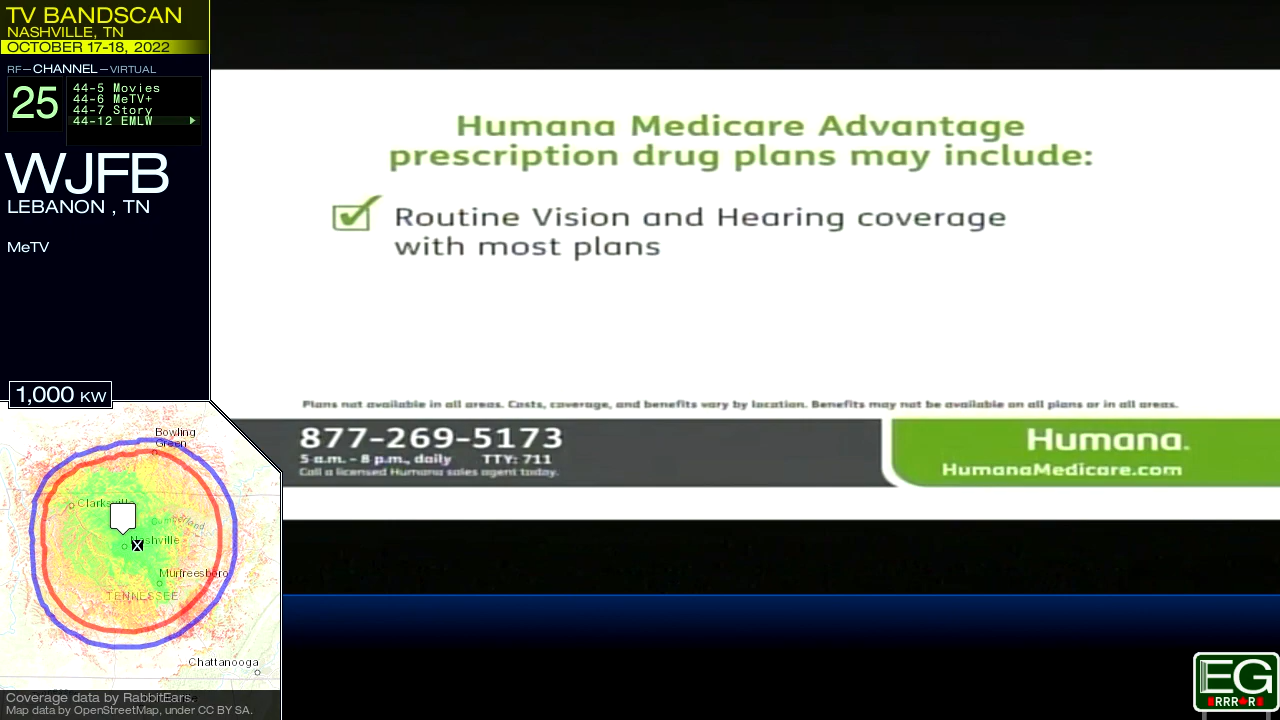 TV BANDSCAN
NASHVILLE, TN
OCTOBER 17-18, 2022
RF—CHANNEL—VIRTUAL
25
44-5 Movies
44-6 MeTV+
44-7 Story
44-12 EMLW
WJFB
LEBANON , TN
MeTV
1,000 KW
Bowling
Green
Clarksville
Cumberland
Nashville
Murfreesboro
TENNESSEE
Chattanooga
Coverage data by RabbitEars.
Map data by OpenStreetMap, under CC BY SA.
Humana Medicare Advantage
prescription drug plans may include:
Routine Vision and Hearing coverage
with most plans
Plans not available in all areas. Costs, coverage, and benefits vary by location. Benefits may not be available on all plans or in all areas.
877-269-5173
5 a.m. - 8 p.m., daily TTY: 711
Call a licensed Humana sales agent today.
Humana.
HumanaMedicare.com
EG